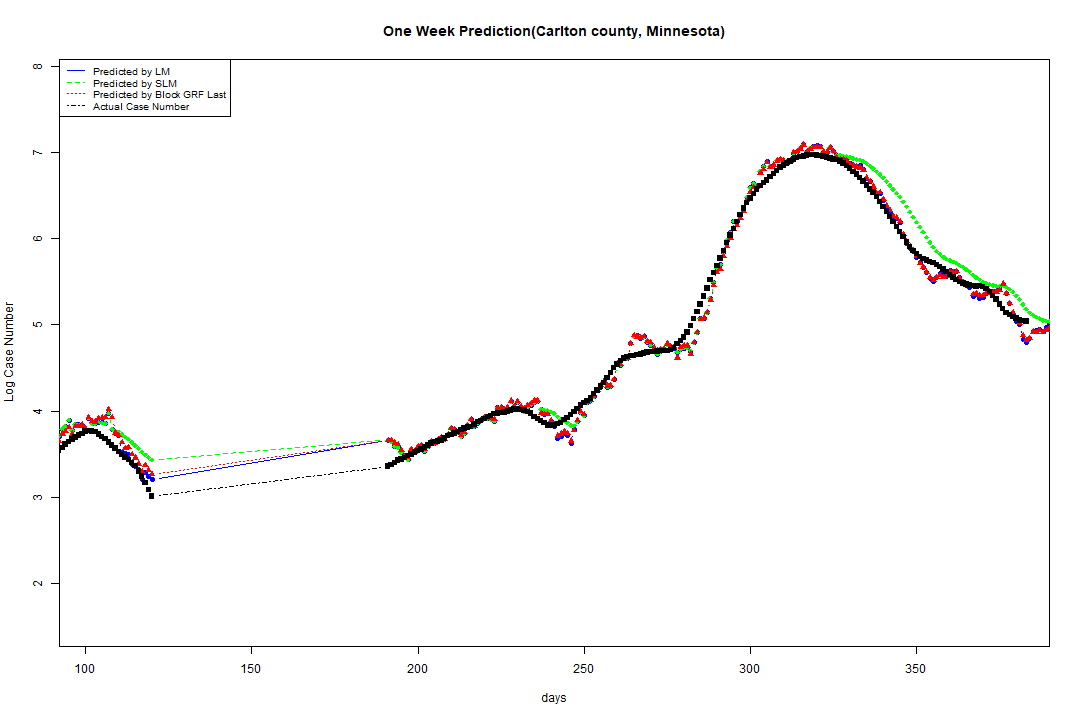 One Week Prediction(Carlton county, Minnesota)
Predicted by LM
Predicted by SLM
Predicted by Block GRF Last
Actual Case Number
8
7
6
5
4
3
2
Log Case Number
100 150 200 250 300 350
days